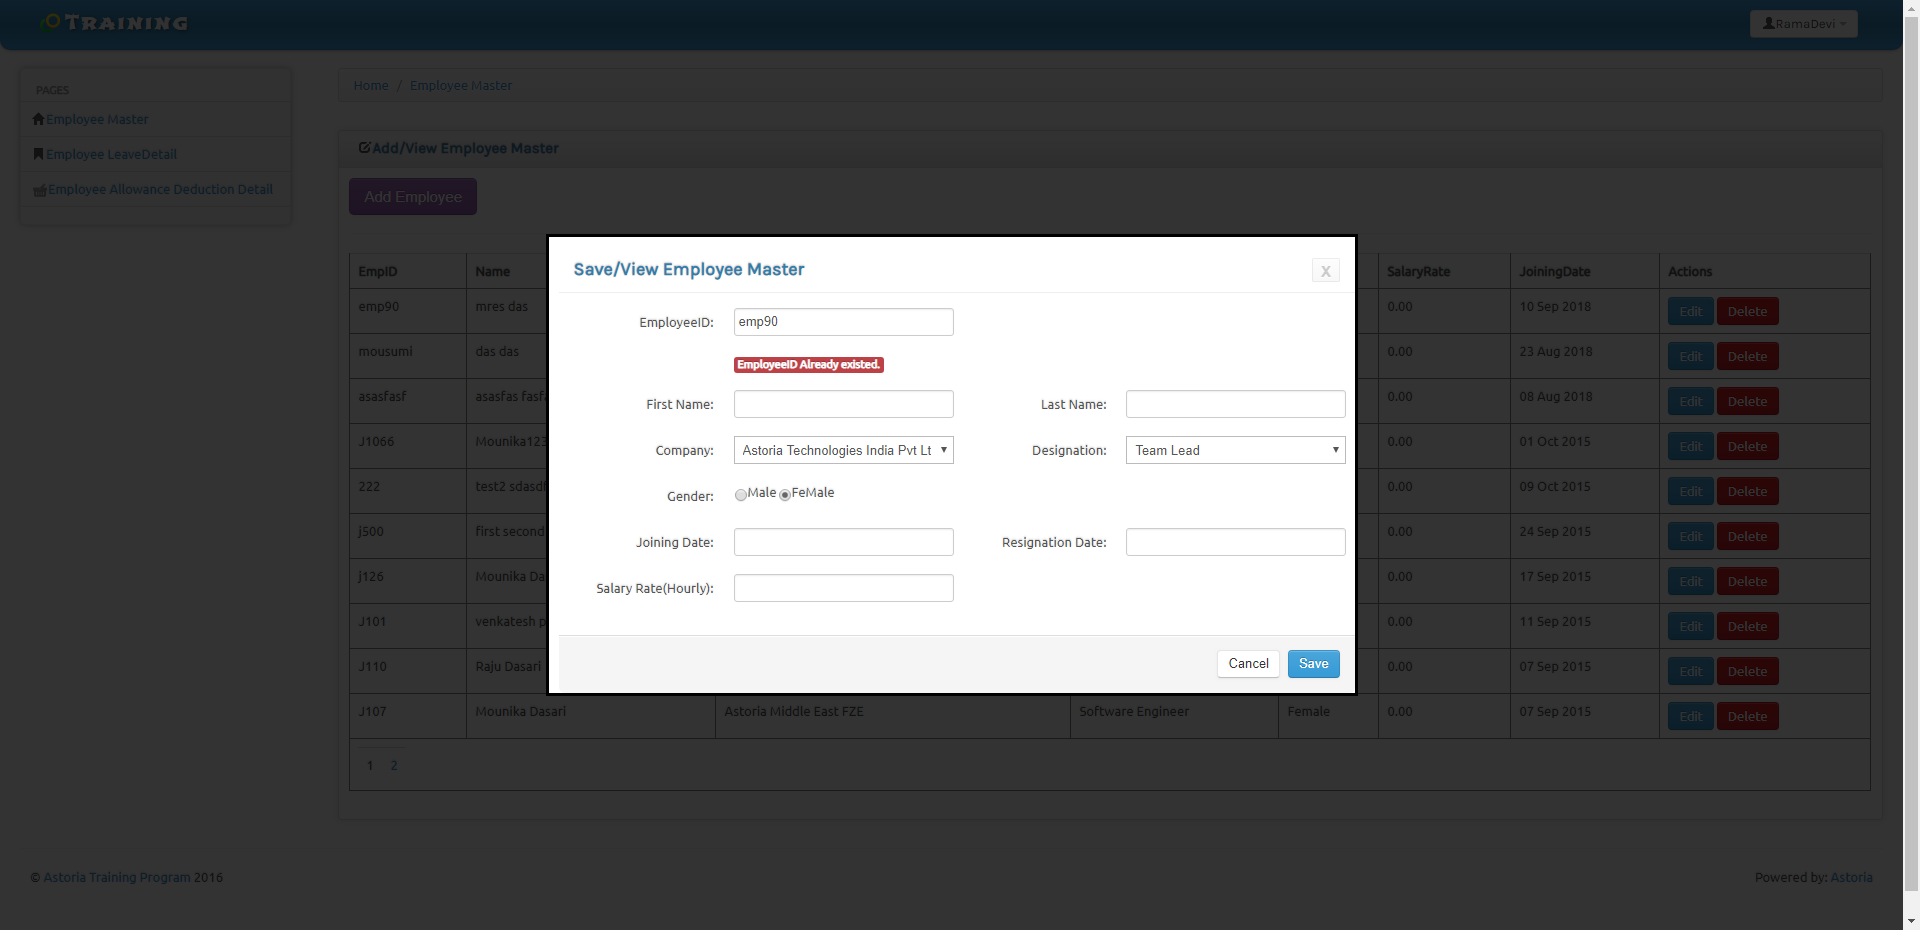 TRAINING
RamaDevi
PAGES
Employee Master
Employee LeaveDetail
Employee Allowance Deduction Detail
Home / Employee Master
Add/View Employee Master
Add Employee
EmpID Name SalaryRate JoiningDate Actions
emp90 mres das 0.00 10 Sep 2018 Edit Delete
mousumi das das 0.00 23 Aug 2018 Edit Delete
asasfasf asasfas 0.00 08 Aug 2018 Edit Delete
J1066 Mounika123 0.00 01 Oct 2015 Edit Delete
222 test2 0.00 09 Oct 2015 Edit Delete
j500 first second 0.00 24 Sep 2015 Edit Delete
j126 Mounika 0.00 17 Sep 2015 Edit Delete
J101 venkatesh 0.00 11 Sep 2015 Edit Delete
J110 Raju Dasari 0.00 07 Sep 2015 Edit Delete
J107 Mounika Dasari Astoria Middle East FZE Software Engineer Female 0.00 07 Sep 2015 Edit Delete
1 2
Save/View Employee Master
X
EmployeeID: emp90
EmployeeID Already existed.
First Name: Last Name:
Company: Astoria Technologies India Pvt Lt Designation: Team Lead
Gender: Male FeMale
Joining Date: Resignation Date:
Salary Rate(Hourly):
Cancel Save
© Astoria Training Program 2016
Powered by: Astoria